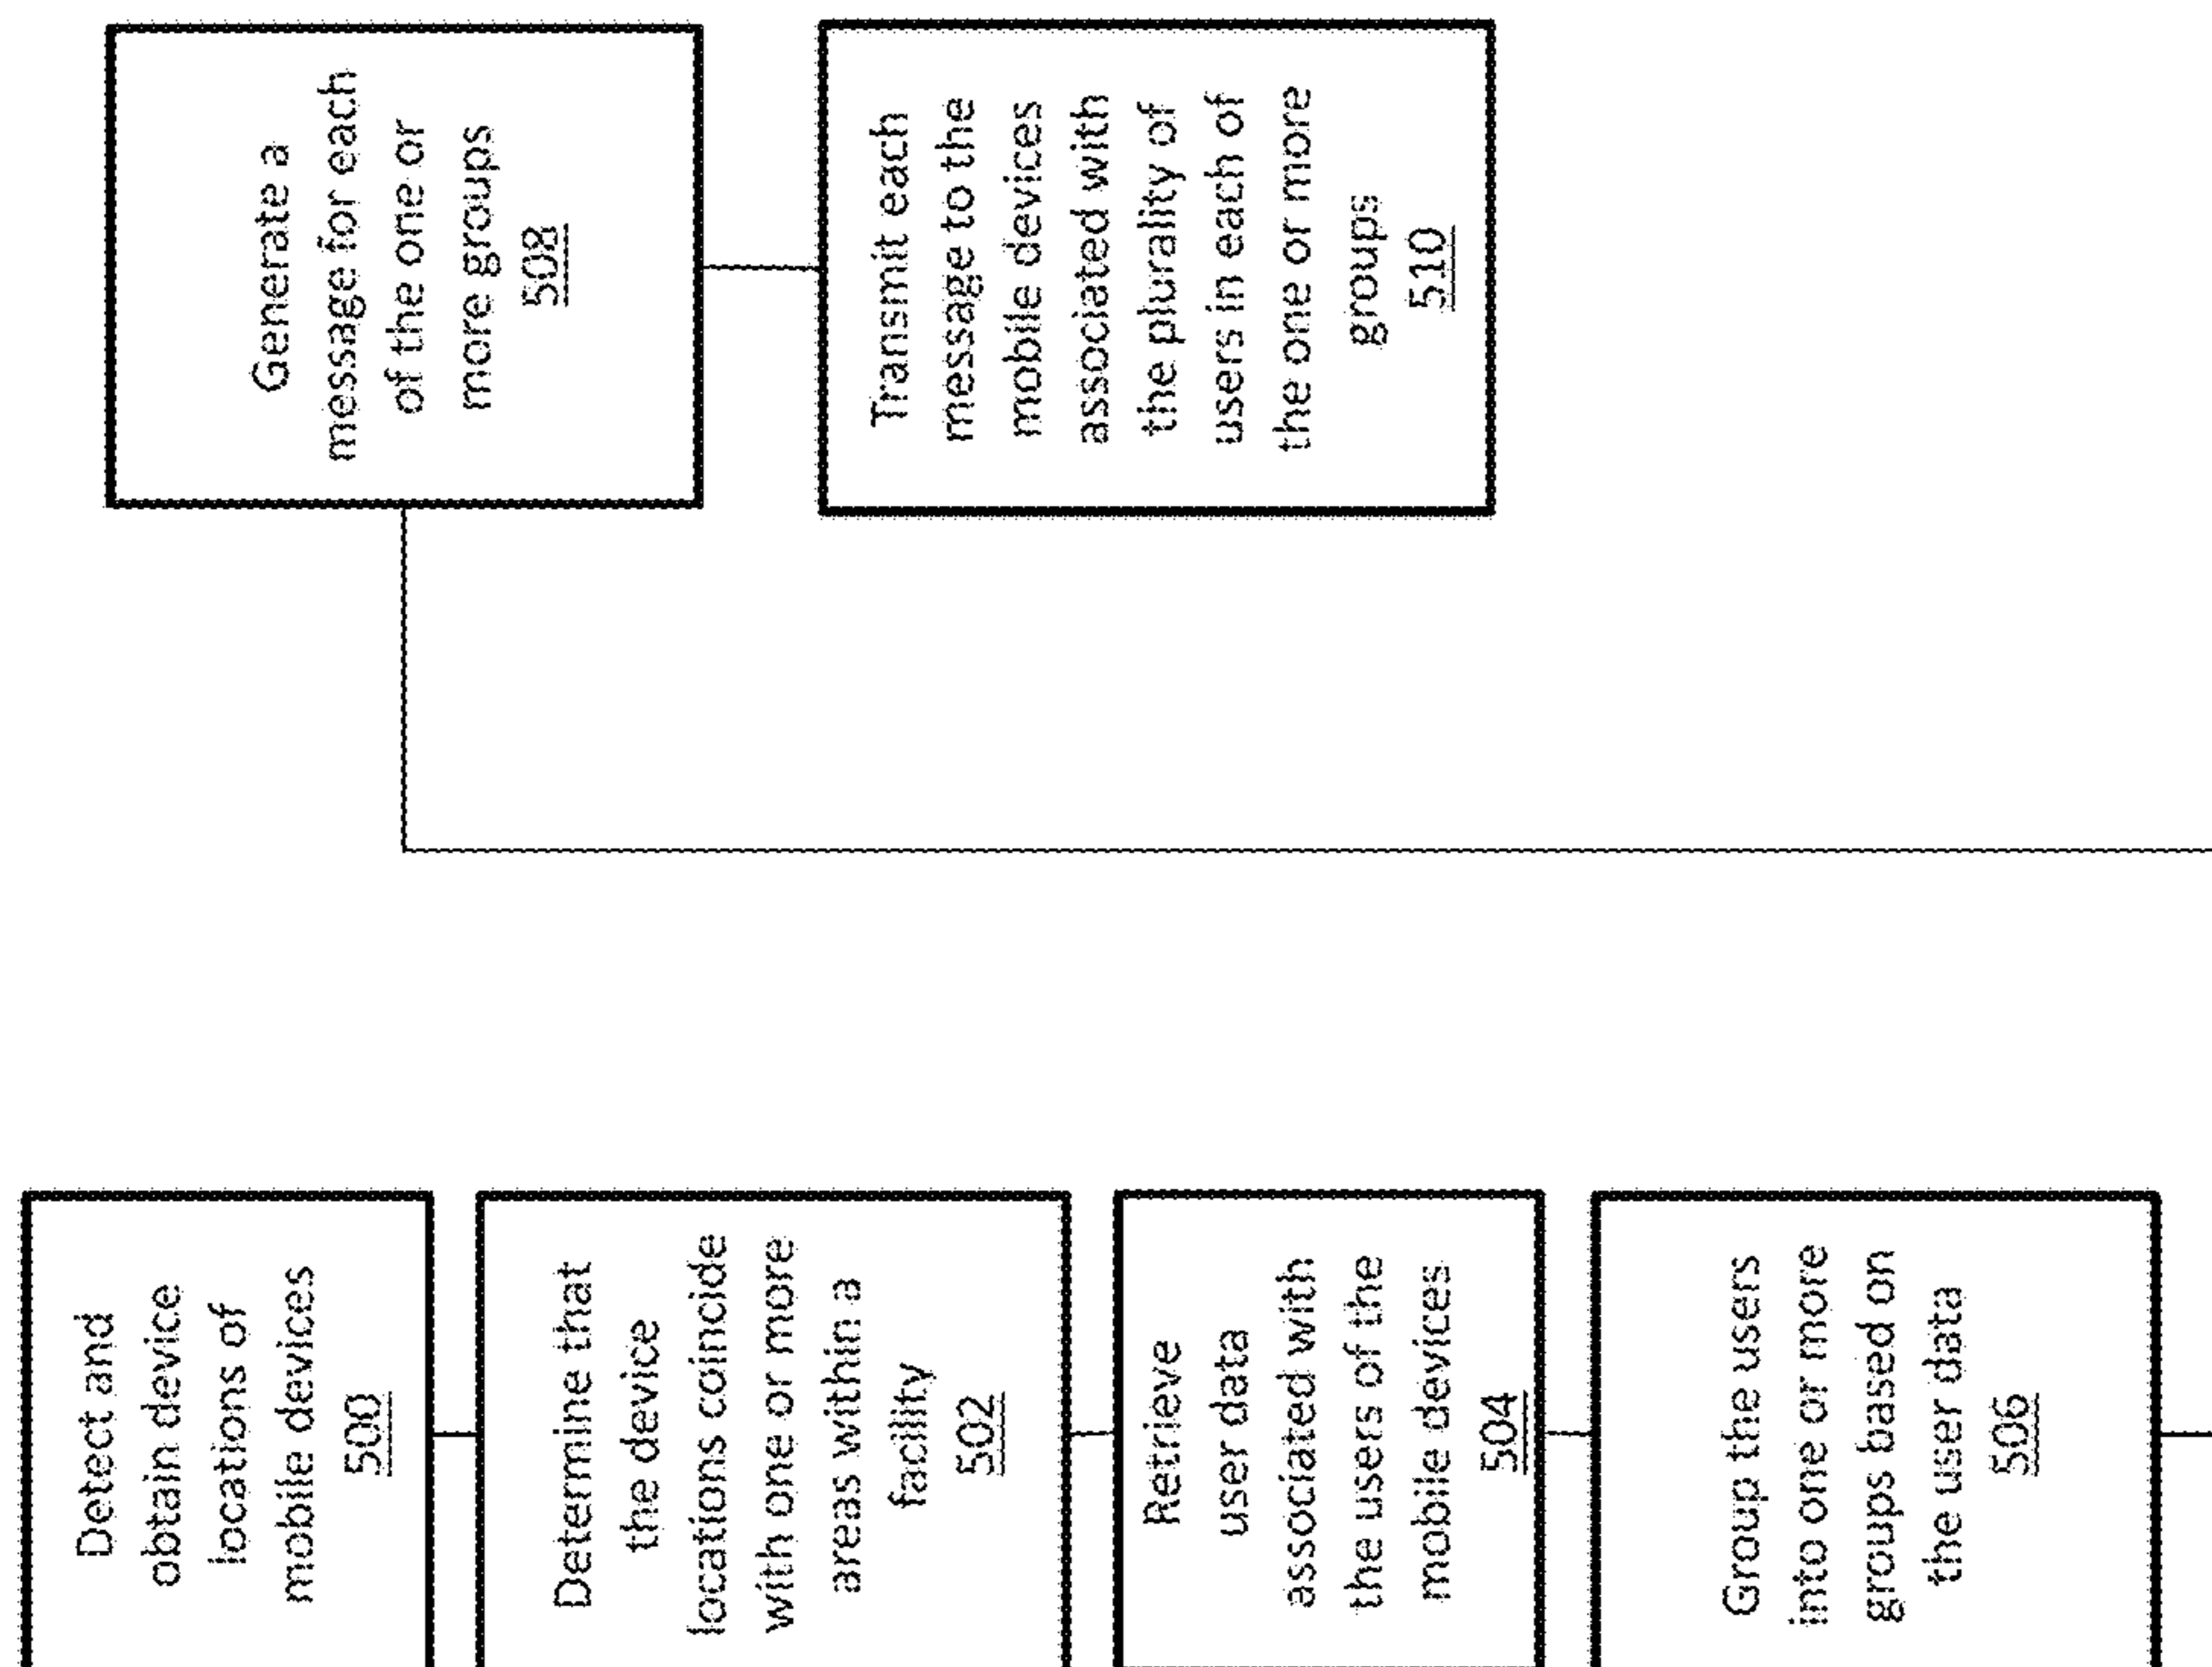 Detect and
obtain device
locations of
mobile devices
500
Determine that
the device
locations coincide
with one or more
areas within a
facility
502
Retrieve
user data
associated with
the users of the
mobile devices
504
Group the users
into one or more
groups based on
the user data
506
Generate a
message for each
of the one or
more groups
508
Transmit each
message to the
mobile devices
associated with
the plurality of
users in each of
the one or more
groups
510